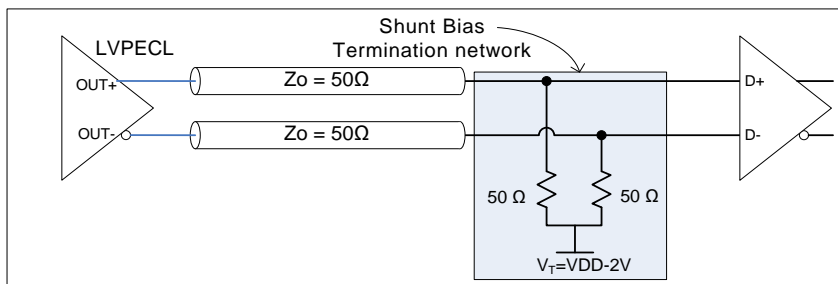 Shunt Bias
Termination network
LVPECL
OUT+
Zo = 50Ω
D+
OUT-
Zo = 50Ω
D-
50 Ω
50 Ω
V_T=VDD-2V